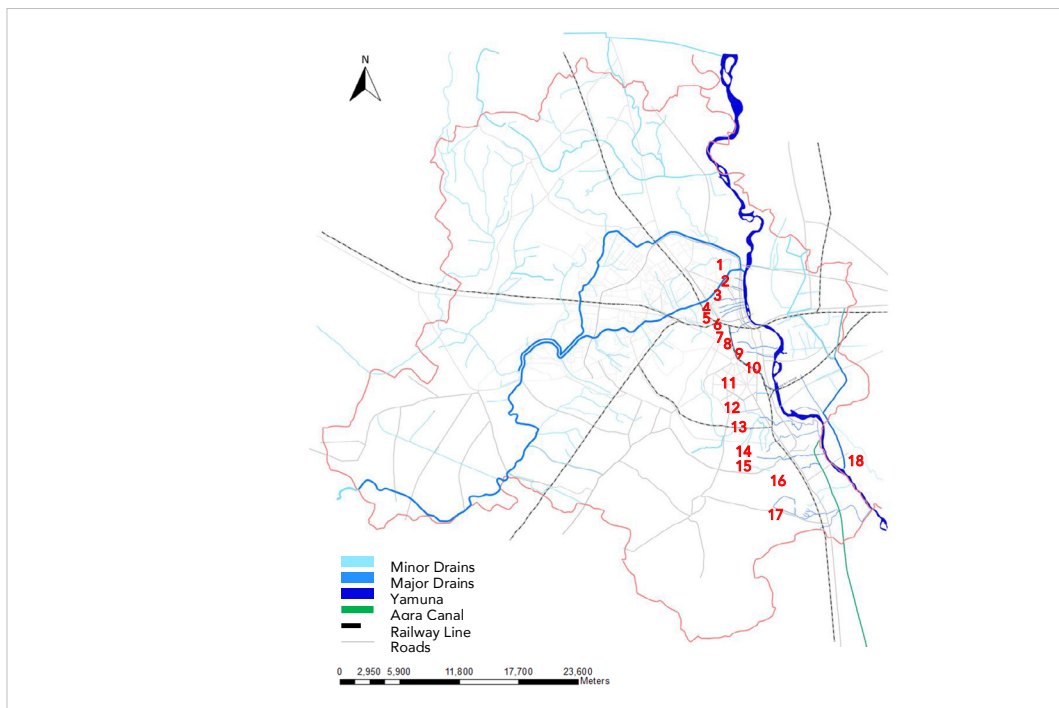 N
1
2
3
4
5
6
7
8
9
10
11
12
13
14
15
18
16
17
Minor Drains
Major Drains
Yamuna
Agra Canal
Railway Line
Roads
0 2,950 5,900 11,800 17,700 23,600
Meters